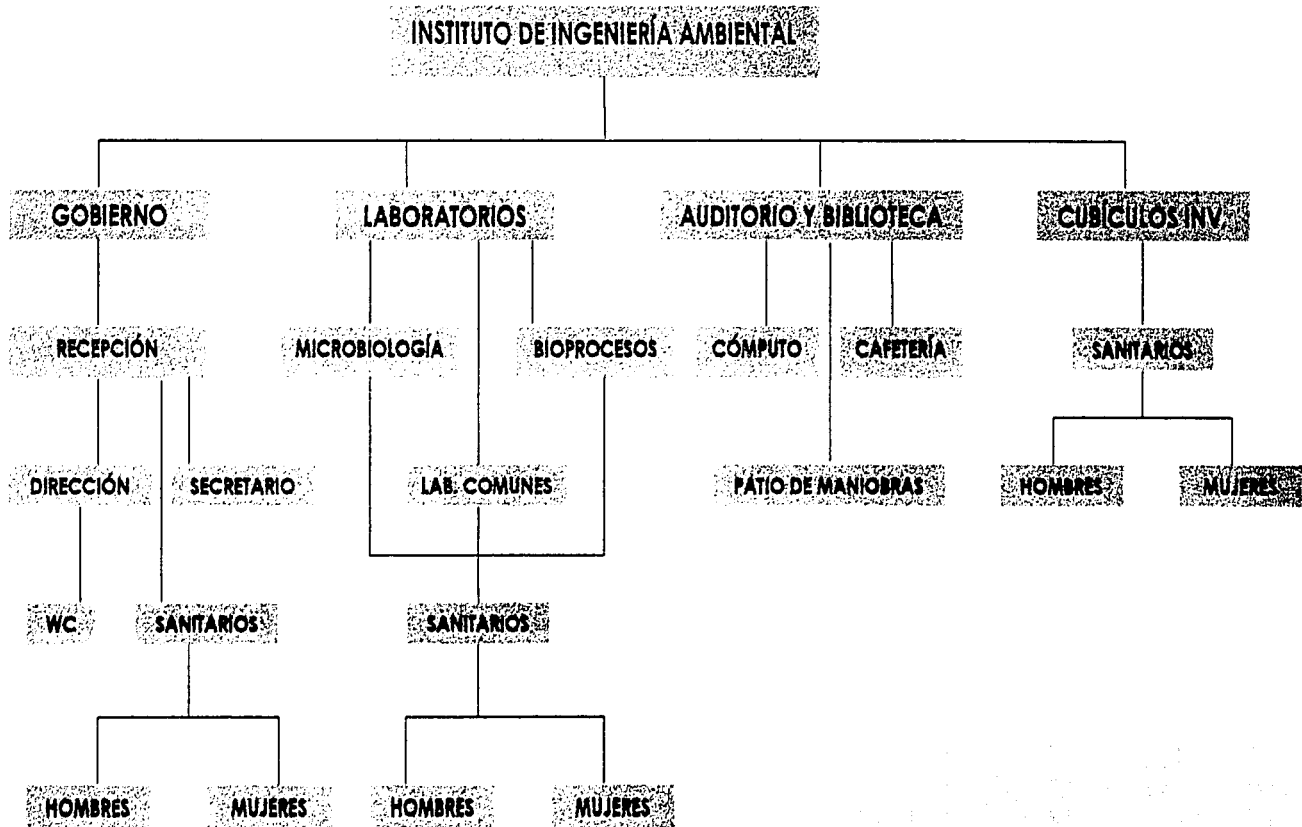 INSTITUTO DE INGENIERÍA AMBIENTAL
GOBIERNO
LABORATORIOS
AUDITORIO Y BIBLIOTECA
CUBÍCULOS INV.
RECEPCIÓN
MICROBIOLOGÍA
BIOPROCESOS
CÓMPUTO
CAFETERÍA
SANITARIOS
DIRECCIÓN
SECRETARIO
LAB. COMUNES
PATIO DE MANIOBRAS
HOMBRES
MUJERES
WC
SANITARIOS
SANITARIOS
HOMBRES
MUJERES
HOMBRES
MUJERES